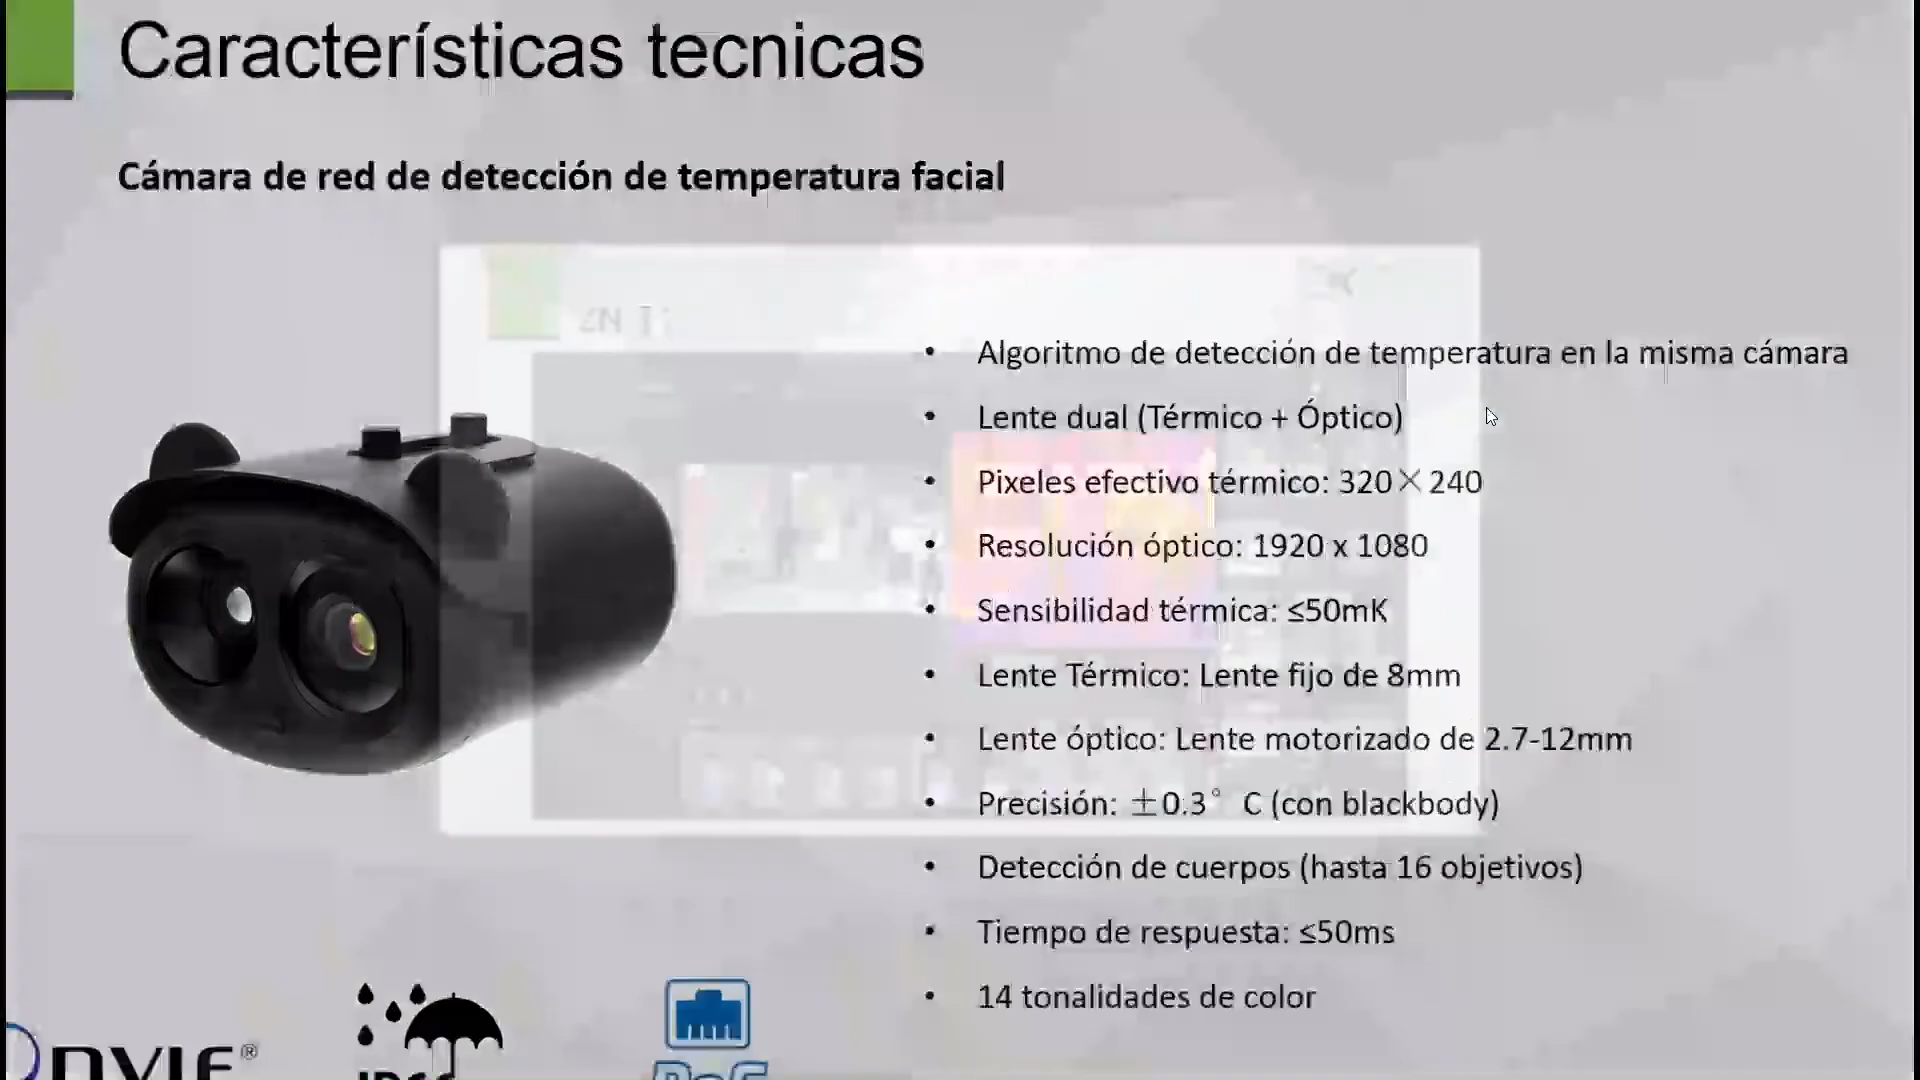 Características tecnicas
Cámara de red de detección de temperatura facial
• Algoritmo de detección de temperatura en la misma cámara
• Lente dual (Térmico + Óptico)
• Pixeles efectivo térmico: 320×240
• Resolución óptico: 1920 x 1080
• Sensibilidad térmica: ≤50mK
• Lente Térmico: Lente fijo de 8mm
• Lente óptico: Lente motorizado de 2.7-12mm
• Precisión: ±0.3°C (con blackbody)
• Detección de cuerpos (hasta 16 objetivos)
• Tiempo de respuesta: ≤50ms
• 14 tonalidades de color
ONVIF®
PoE